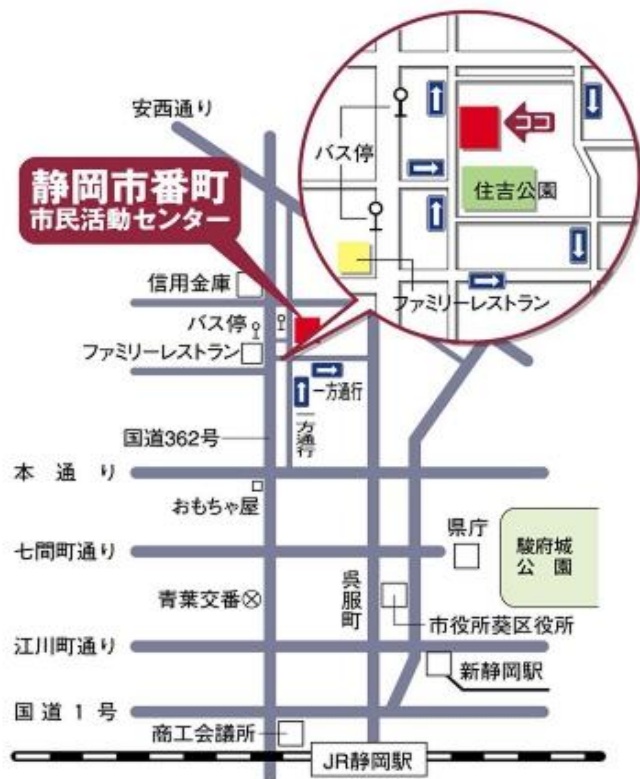 安西通り
静岡市番町
市民活動センター
バス停
ココ
住吉公園
ファミリーレストラン
信用金庫
バス停
ファミリーレストラン
一方通行
一方通行
国道362号
本通り
おもちゃ屋
七間町通り
県庁
駿府城
公園
青葉交番
呉服町
市役所葵区役所
江川町通り
新静岡駅
国道1号
商工会議所
JR静岡駅